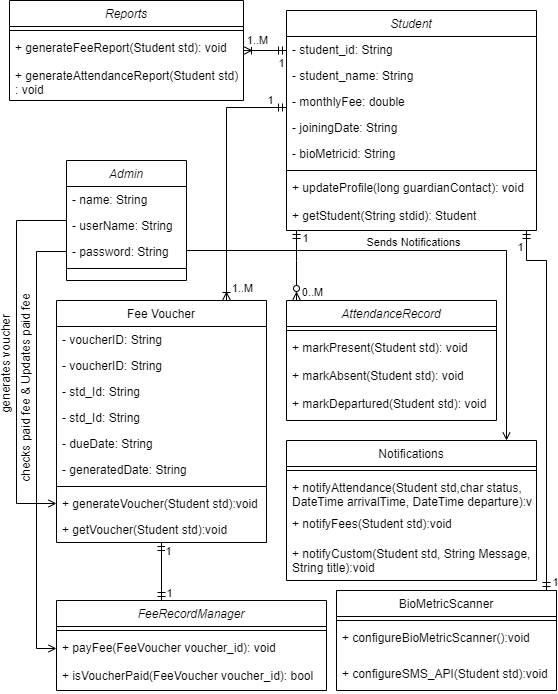 Reports
+ generateFeeReport(Student std): void
+ generateAttendanceReport(Student std)
: void
1..M
1
Student
- student_id: String
- student_name: String
- monthlyFee: double
- joiningDate: String
- bioMetricid: String
+ updateProfile(long guardianContact): void
+ getStudent(String stdid): Student
1
Admin
- name: String
- userName: String
- password: String
1
Sends Notifications
1
generates voucher
checks paid fee & Updates paid fee
1..M
0..M
Fee Voucher
- voucherID: String
- voucherID: String
- std_Id: String
- std_Id: String
- dueDate: String
- generatedDate: String
+ generateVoucher(Student std):void
+ getVoucher(Student std):void
AttendanceRecord
+ markPresent(Student std): void
+ markAbsent(Student std): void
+ markDeparted(Student std): void
Notifications
+ notifyAttendance(Student std,char status,
DateTime arrivalTime, DateTime departure):v
+ notifyFees(Student std):void
+ notifyCustom(Student std, String Message,
String title):void
1
1
1
FeeRecordManager
+ payFee(FeeVoucher voucher_id): void
+ isVoucherPaid(FeeVoucher voucher_id): bool
BioMetricScanner
+ configureBioMetricScanner():void
+ configureSMS_API(Student std):void